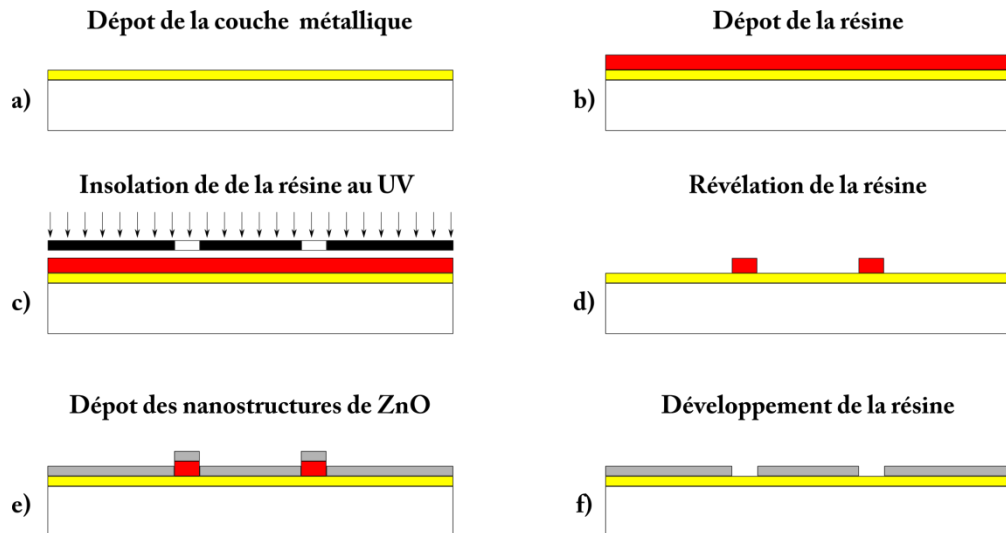 Dépot de la couche métallique
a)
Dépot de la résine
b)
Insolation de de la résine au UV
c)
Révélation de la résine
d)
Dépot des nanostructures de ZnO
e)
Développement de la résine
f)